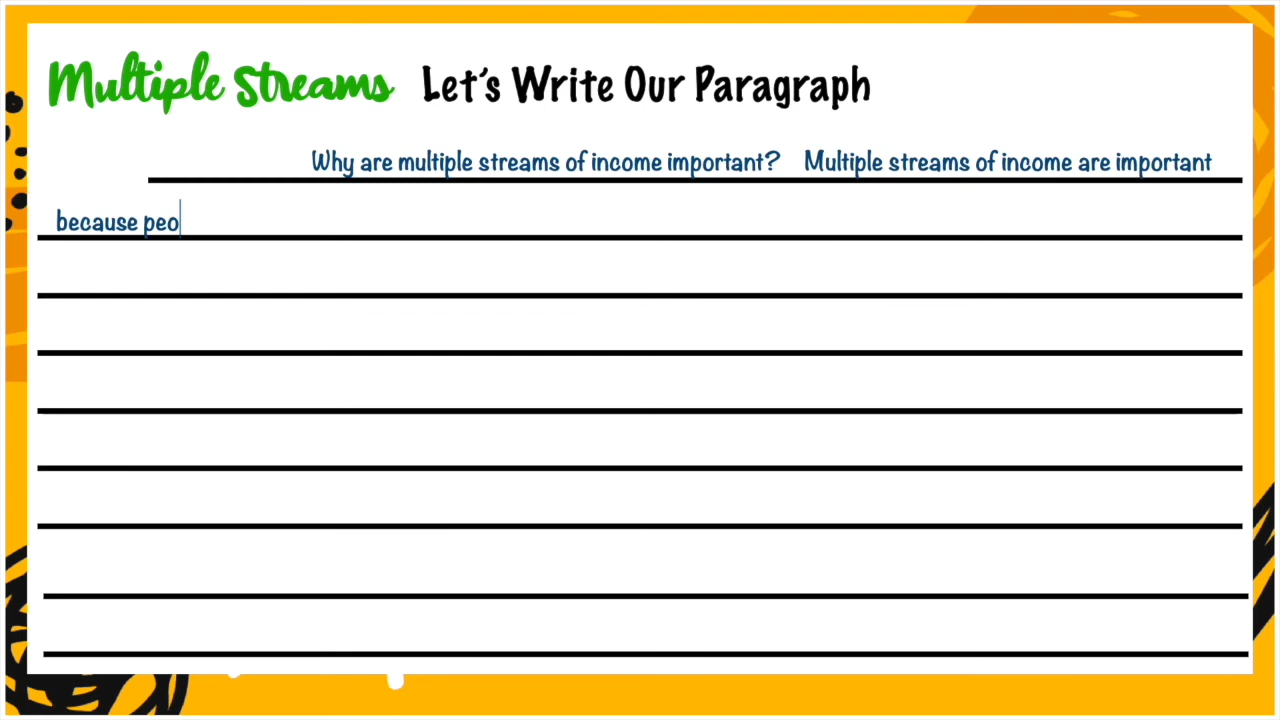 Multiple Streams Let's Write Our Paragraph
Why are multiple streams of income important? Multiple streams of income are important
because peo